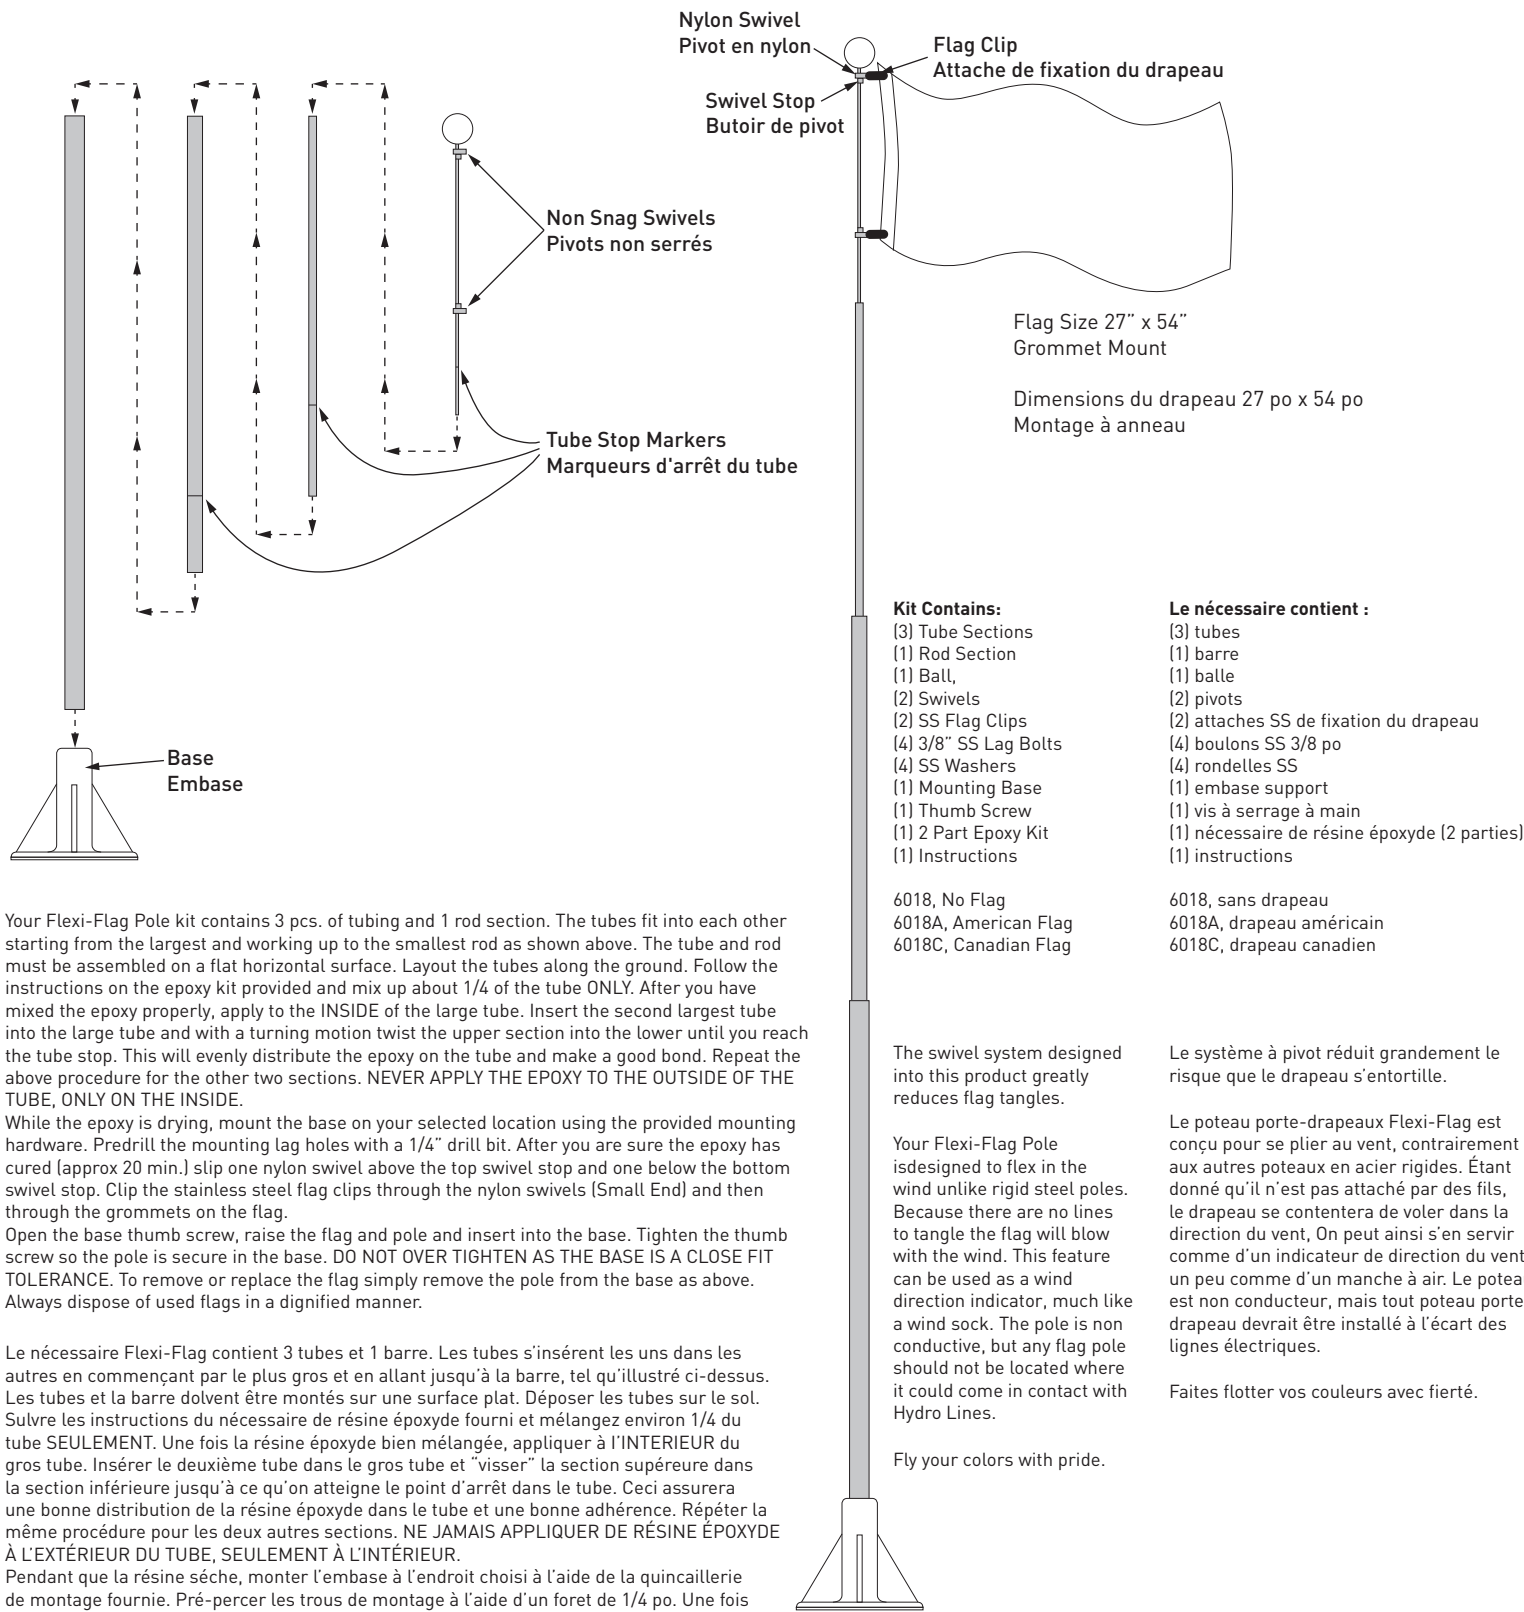 Nylon Swivel
Pivot en nylon
Flag Clip
Attache de fixation du drapeau
Swivel Stop
Butoir de pivot
Non Snag Swivels
Pivots non serrés
Flag Size 27” x 54”
Grommet Mount
Dimensions du drapeau 27 po x 54 po
Montage à anneau
Tube Stop Markers
Marqueurs d'arrêt du tube
Base
Embase
Kit Contains:
(3) Tube Sections
(1) Rod Section
(1) Ball,
(2) Swivels
(2) SS Flag Clips
(4) 3/8” SS Lag Bolts
(4) SS Washers
(1) Mounting Base
(1) Thumb Screw
(1) 2 Part Epoxy Kit
(1) Instructions
6018, No Flag
6018A, American Flag
6018C, Canadian Flag
Le nécessaire contient :
(3) tubes
(1) barre
(1) balle
(2) pivots
(2) attaches SS de fixation du drapeau
(4) boulons SS 3/8 po
(4) rondelles SS
(1) embase support
(1) vis à serrage à main
(1) nécessaire de résine époxyde (2 parties)
(1) instructions
6018, sans drapeau
6018A, drapeau américain
6018C, drapeau canadien
Your Flexi-Flag Pole kit contains 3 pcs. of tubing and 1 rod section. The tubes fit into each other
starting from the largest and working up to the smallest rod as shown above. The tube and rod
must be assembled on a flat horizontal surface. Layout the tubes along the ground. Follow the
instructions on the epoxy kit provided and mix up about 1/4 of the tube ONLY. After you have
mixed the epoxy properly, apply to the INSIDE of the large tube. Insert the second largest tube
into the large tube and with a turning motion twist the upper section into the lower until you reach
the tube stop. This will evenly distribute the epoxy on the tube and make a good bond. Repeat the
above procedure for the other two sections. NEVER APPLY THE EPOXY TO THE OUTSIDE OF THE
TUBE, ONLY ON THE INSIDE.
While the epoxy is drying, mount the base on your selected location using the provided mounting
hardware. Predrill the mounting lag holes with a 1/4” drill bit. After you are sure the epoxy has
cured (approx 20 min.) slip one nylon swivel above the top swivel stop and one below the bottom
swivel stop. Clip the stainless steel flag clips through the nylon swivels (Small End) and then
through the grommets on the flag.
Open the base thumb screw, raise the flag and pole and insert into the base. Tighten the thumb
screw so the pole is secure in the base. DO NOT OVER TIGHTEN AS THE BASE IS A CLOSE FIT
TOLERANCE. To remove or replace the flag simply remove the pole from the base as above.
Always dispose of used flags in a dignified manner.
Le nécessaire Flexi-Flag contient 3 tubes et 1 barre. Les tubes s’insérent les uns dans les
autres en commençant par le plus gros et en allant jusqu’à la barre, tel qu’illustré ci-dessus.
Les tubes et la barre dolvent être montés sur une surface plat. Déposer les tubes sur le sol.
Sulvre les instructions du nécessaire de résine époxyde fourni et mélangez environ 1/4 du
tube SEULEMENT. Une fois la résine époxyde bien mélangée, appliquer à l’INTERIEUR du
gros tube. Insérer le deuxième tube dans le gros tube et “visser” la section supéreure dans
la section inférieure jusqu’à ce qu’on atteigne le point d’arrêt dans le tube. Ceci assurera
une bonne distribution de la résine époxyde dans le tube et une bonne adhérence. Répéter la
même procédure pour les deux autres sections. NE JAMAIS APPLIQUER DE RÉSINE ÉPOXYDE
À L’EXTÉRIEUR DU TUBE, SEULEMENT À L’INTÉRIEUR.
Pendant que la résine séche, monter l’embase à l’endroit choisi à l’aide de la quincaillerie
de montage fournie. Pré-percer les trous de montage à l’aide d’un foret de 1/4 po. Une fois
The swivel system designed
into this product greatly
reduces flag tangles.
Your Flexi-Flag Pole
isdesigned to flex in the
wind unlike rigid steel poles.
Because there are no lines
to tangle the flag will blow
with the wind. This feature
can be used as a wind
direction indicator, much like
a wind sock. The pole is non
conductive, but any flag pole
should not be located where
it could come in contact with
Hydro Lines.
Fly your colors with pride.
Le système à pivot réduit grandement le
risque que le drapeau s’entortille.
Le poteau porte-drapeaux Flexi-Flag est
conçu pour se plier au vent, contrairement
aux autres poteaux en acier rigides. Étant
donné qu’il n’est pas attaché par des fils,
le drapeau se contentera de voler dans la
direction du vent, On peut ainsi s’en servir
comme d’un indicateur de direction du vent
un peu comme d’un manche à air. Le potea
est non conducteur, mais tout poteau porte
drapeau devrait être installé à l’écart des
lignes électriques.
Faites flotter vos couleurs avec fierté.